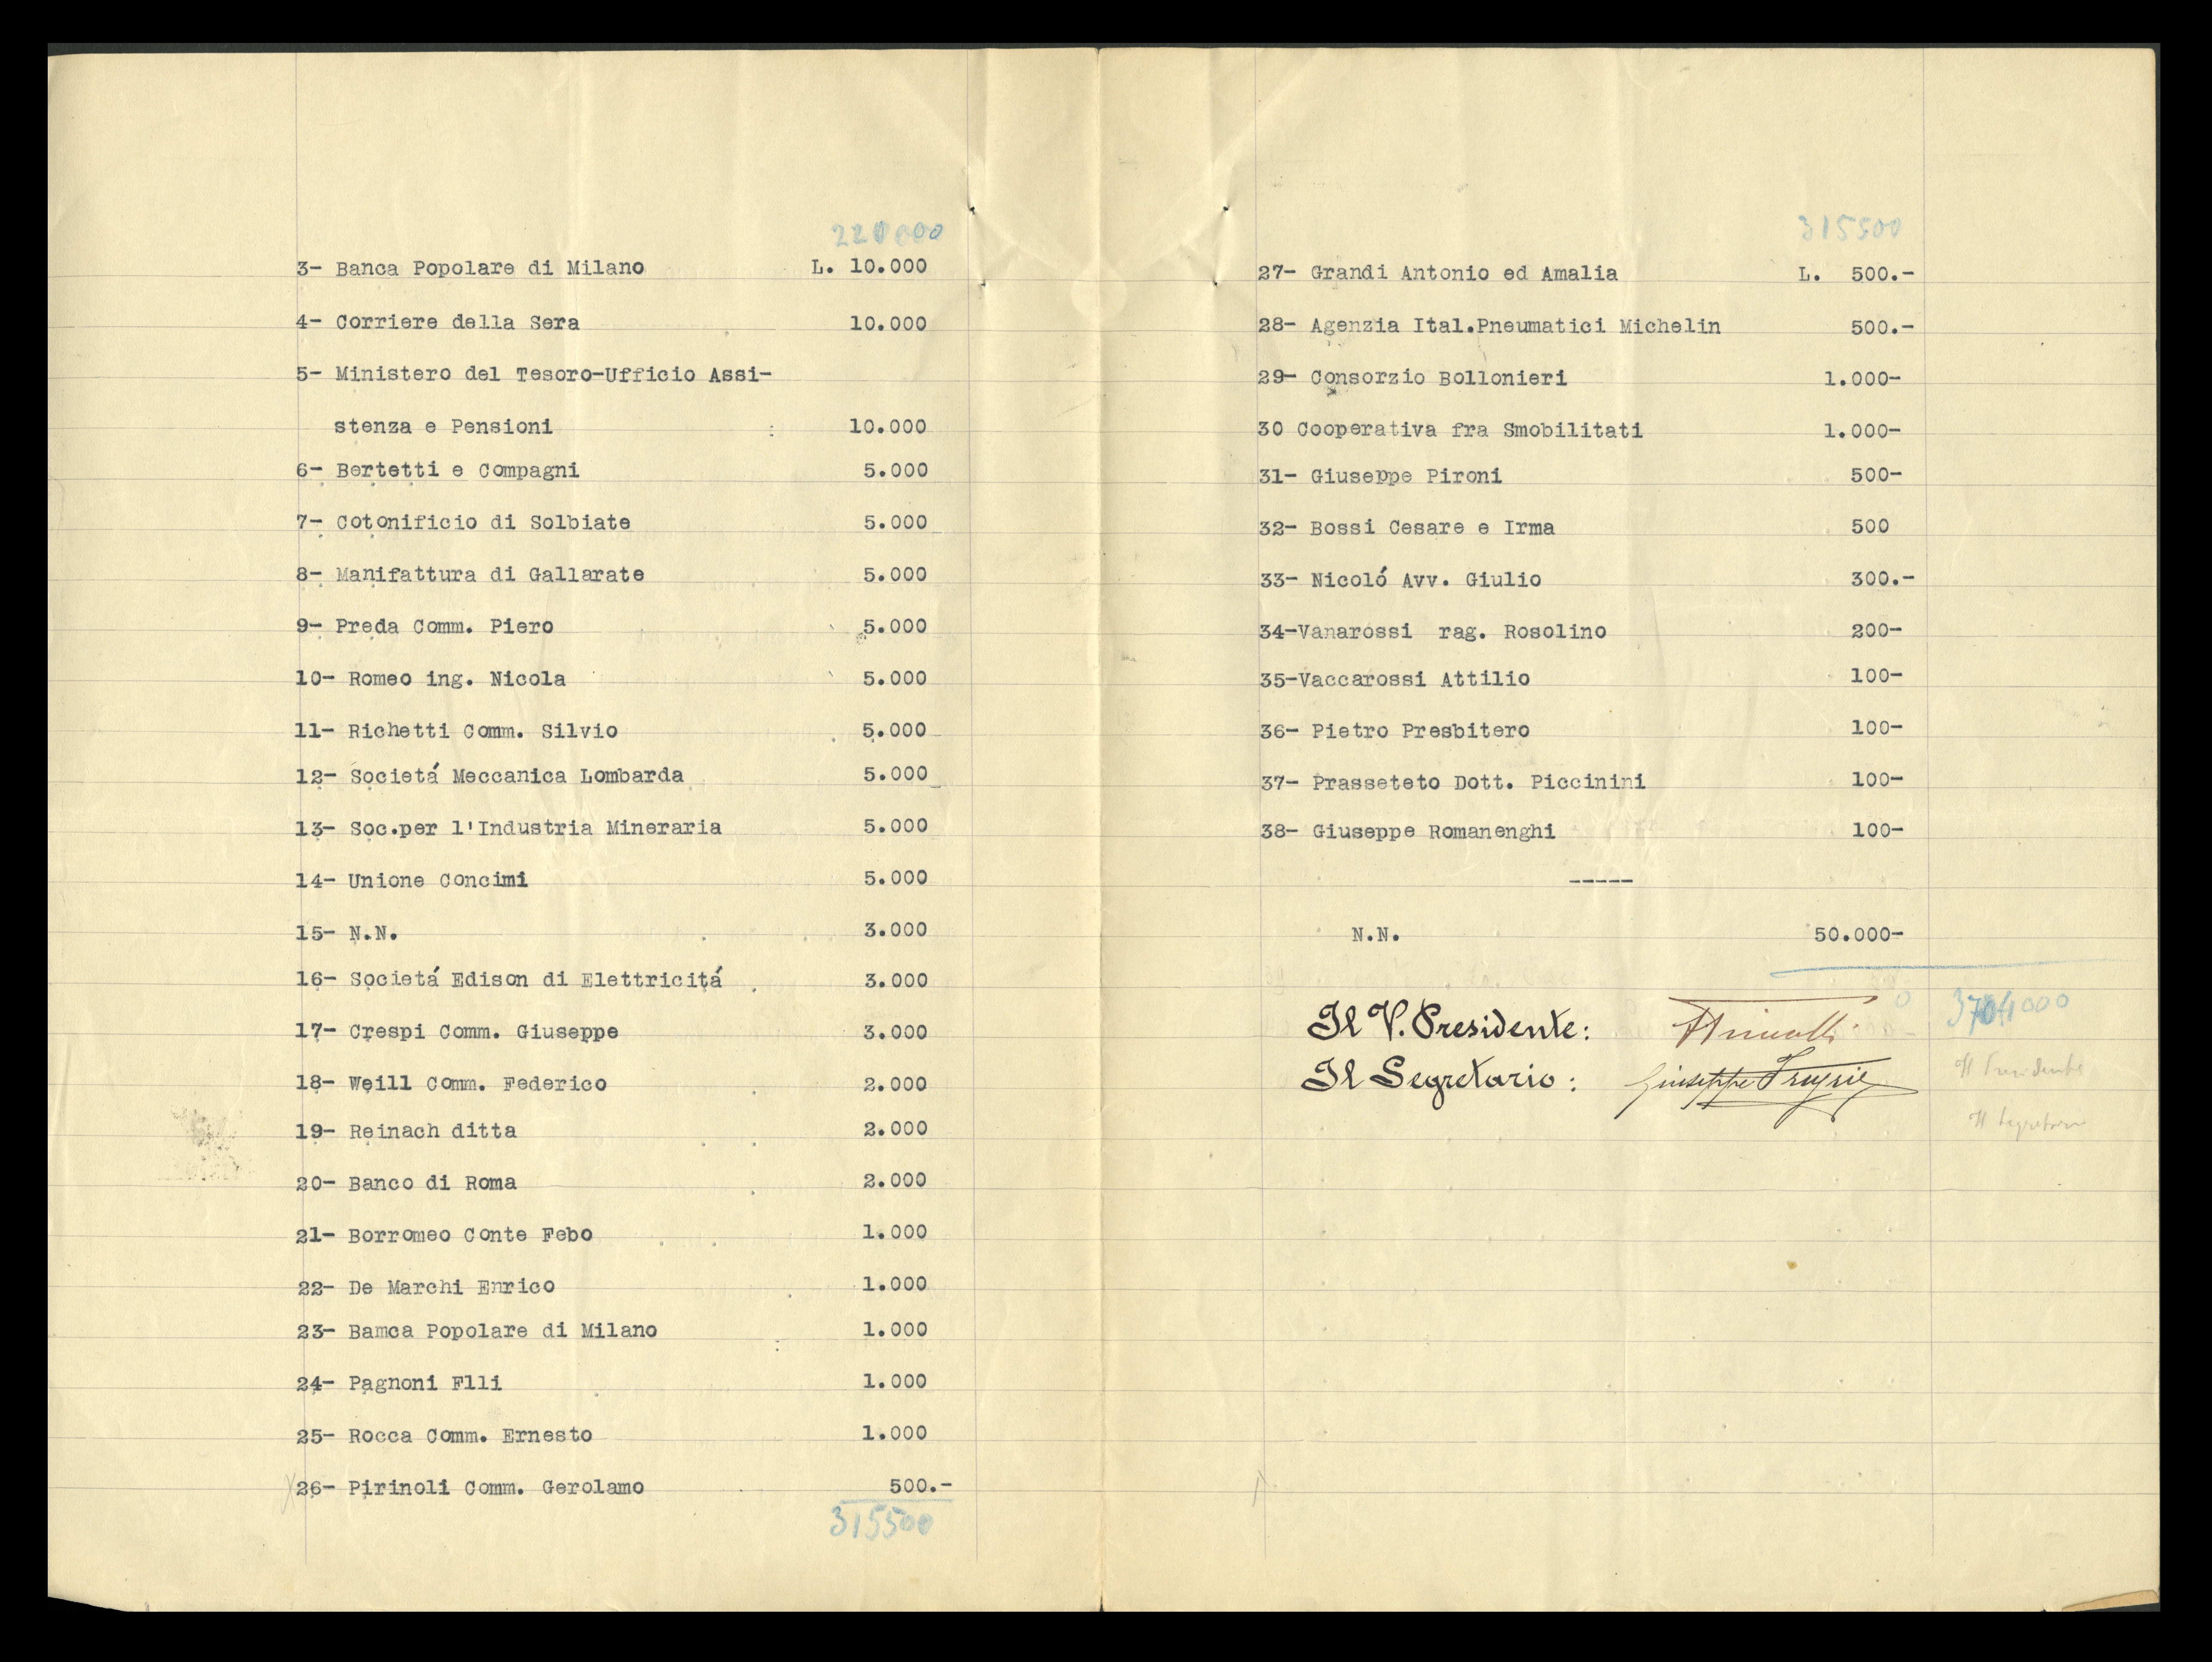 220000
3- Banca Popolare di Milano L. 10.000
4- Corriere della Sera 10.000
5- Ministero del Tesoro-Ufficio Assi-
stenza e Pensioni : 10.000
6- Bertetti e Compagni 5.000
7- Cotonificio di Solbiate 5.000
8- Manifattura di Gallarate 5.000
9- Preda Comm. Piero 5.000
10- Romeo ing. Nicola 5.000
11- Richetti Comm. Silvio 5.000
12- Societá Meccanica Lombarda 5.000
13- Soc.per l'Industria Mineraria 5.000
14- Unione Concimi 5.000
15- N.N. 3.000
16- Societá Edison di Elettricitá 3.000
17- Crespi Comm. Giuseppe 3.000
18- Weill Comm. Federico 2.000
19- Reinach ditta 2.000
20- Banco di Roma 2.000
21- Borromeo Conte Febo 1.000
22- De Marchi Enrico 1.000
23- Bamca Popolare di Milano 1.000
24- Pagnoni Flli 1.000
25- Rocca Comm. Ernesto 1.000
26- Pirinoli Comm. Gerolamo 500.-
315500
315500
27- Grandi Antonio ed Amalia L. 500.-
28- Agenzia Ital.Pneumatici Michelin 500.-
29- Consorzio Bollonieri 1.000-
30 Cooperativa fra Smobilitati 1.000-
31- Giuseppe Pironi 500-
32- Bossi Cesare e Irma 500
33- Nicoló Avv. Giulio 300.-
34-Vanarossi rag. Rosolino 200-
35-Vaccarossi Attilio 100-
36- Pietro Presbitero 100-
37- Prasseteto Dott. Piccinini 100-
38- Giuseppe Romanenghi 100-
-----
N.N. 50.000-
Il V. Presidente:
Il Segretario: Giuseppe
Il Presidente
Il Segretario